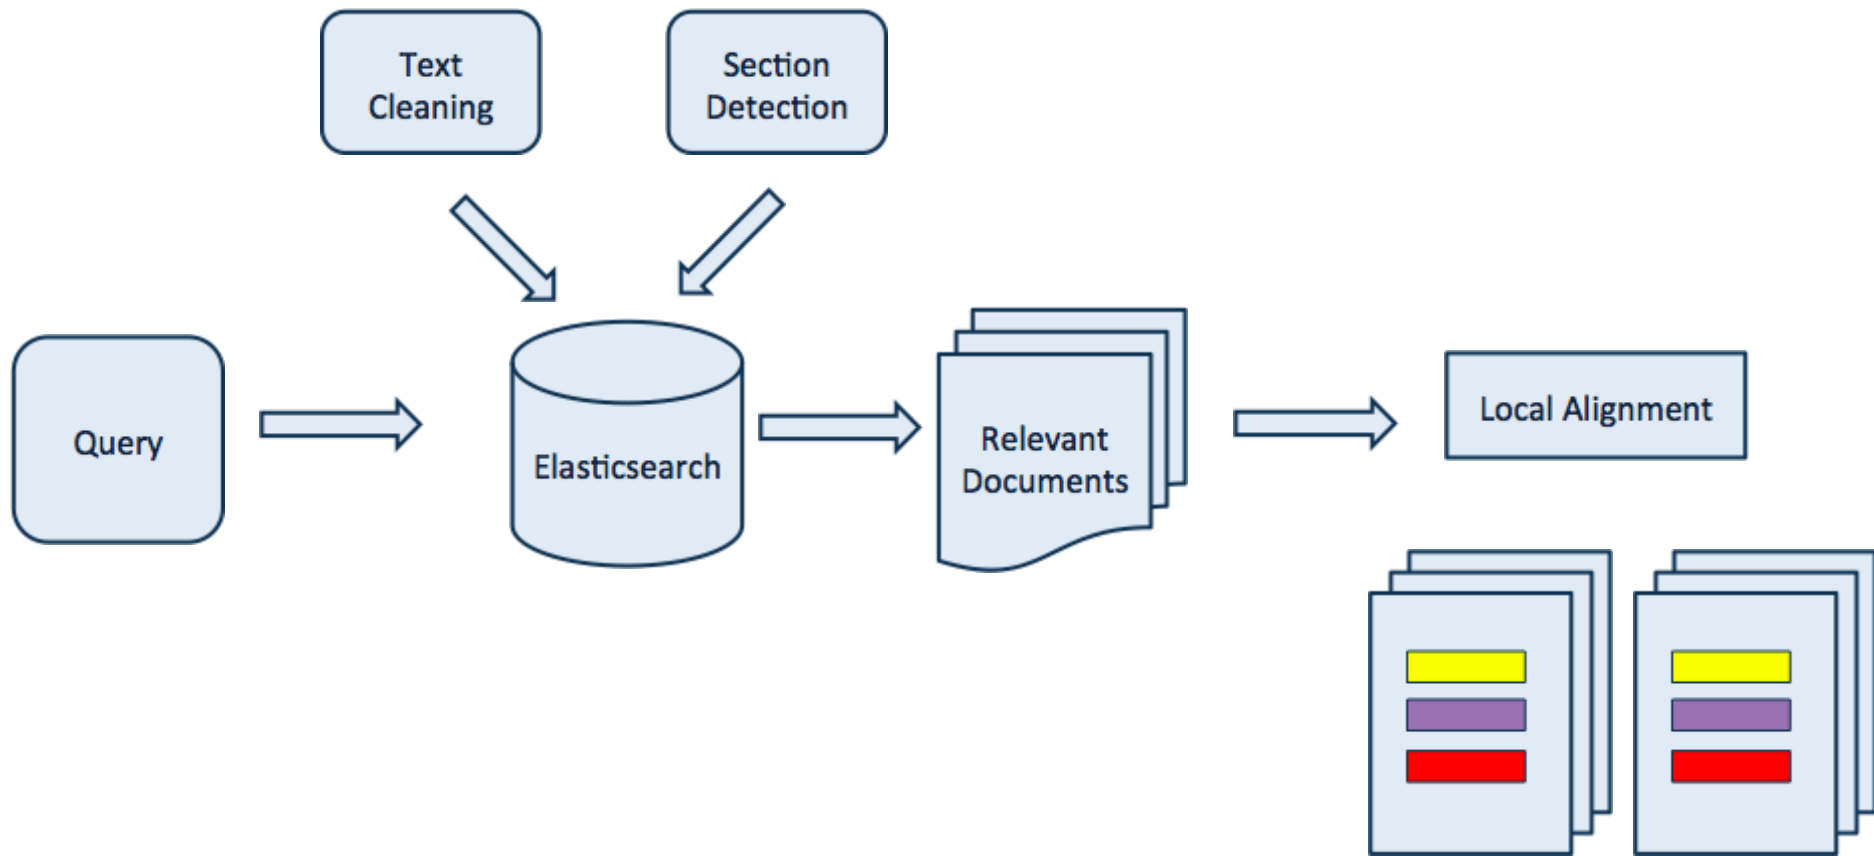 Text
Cleaning
Section
Detection
Query
Elasticsearch
Relevant
Documents
Local Alignment